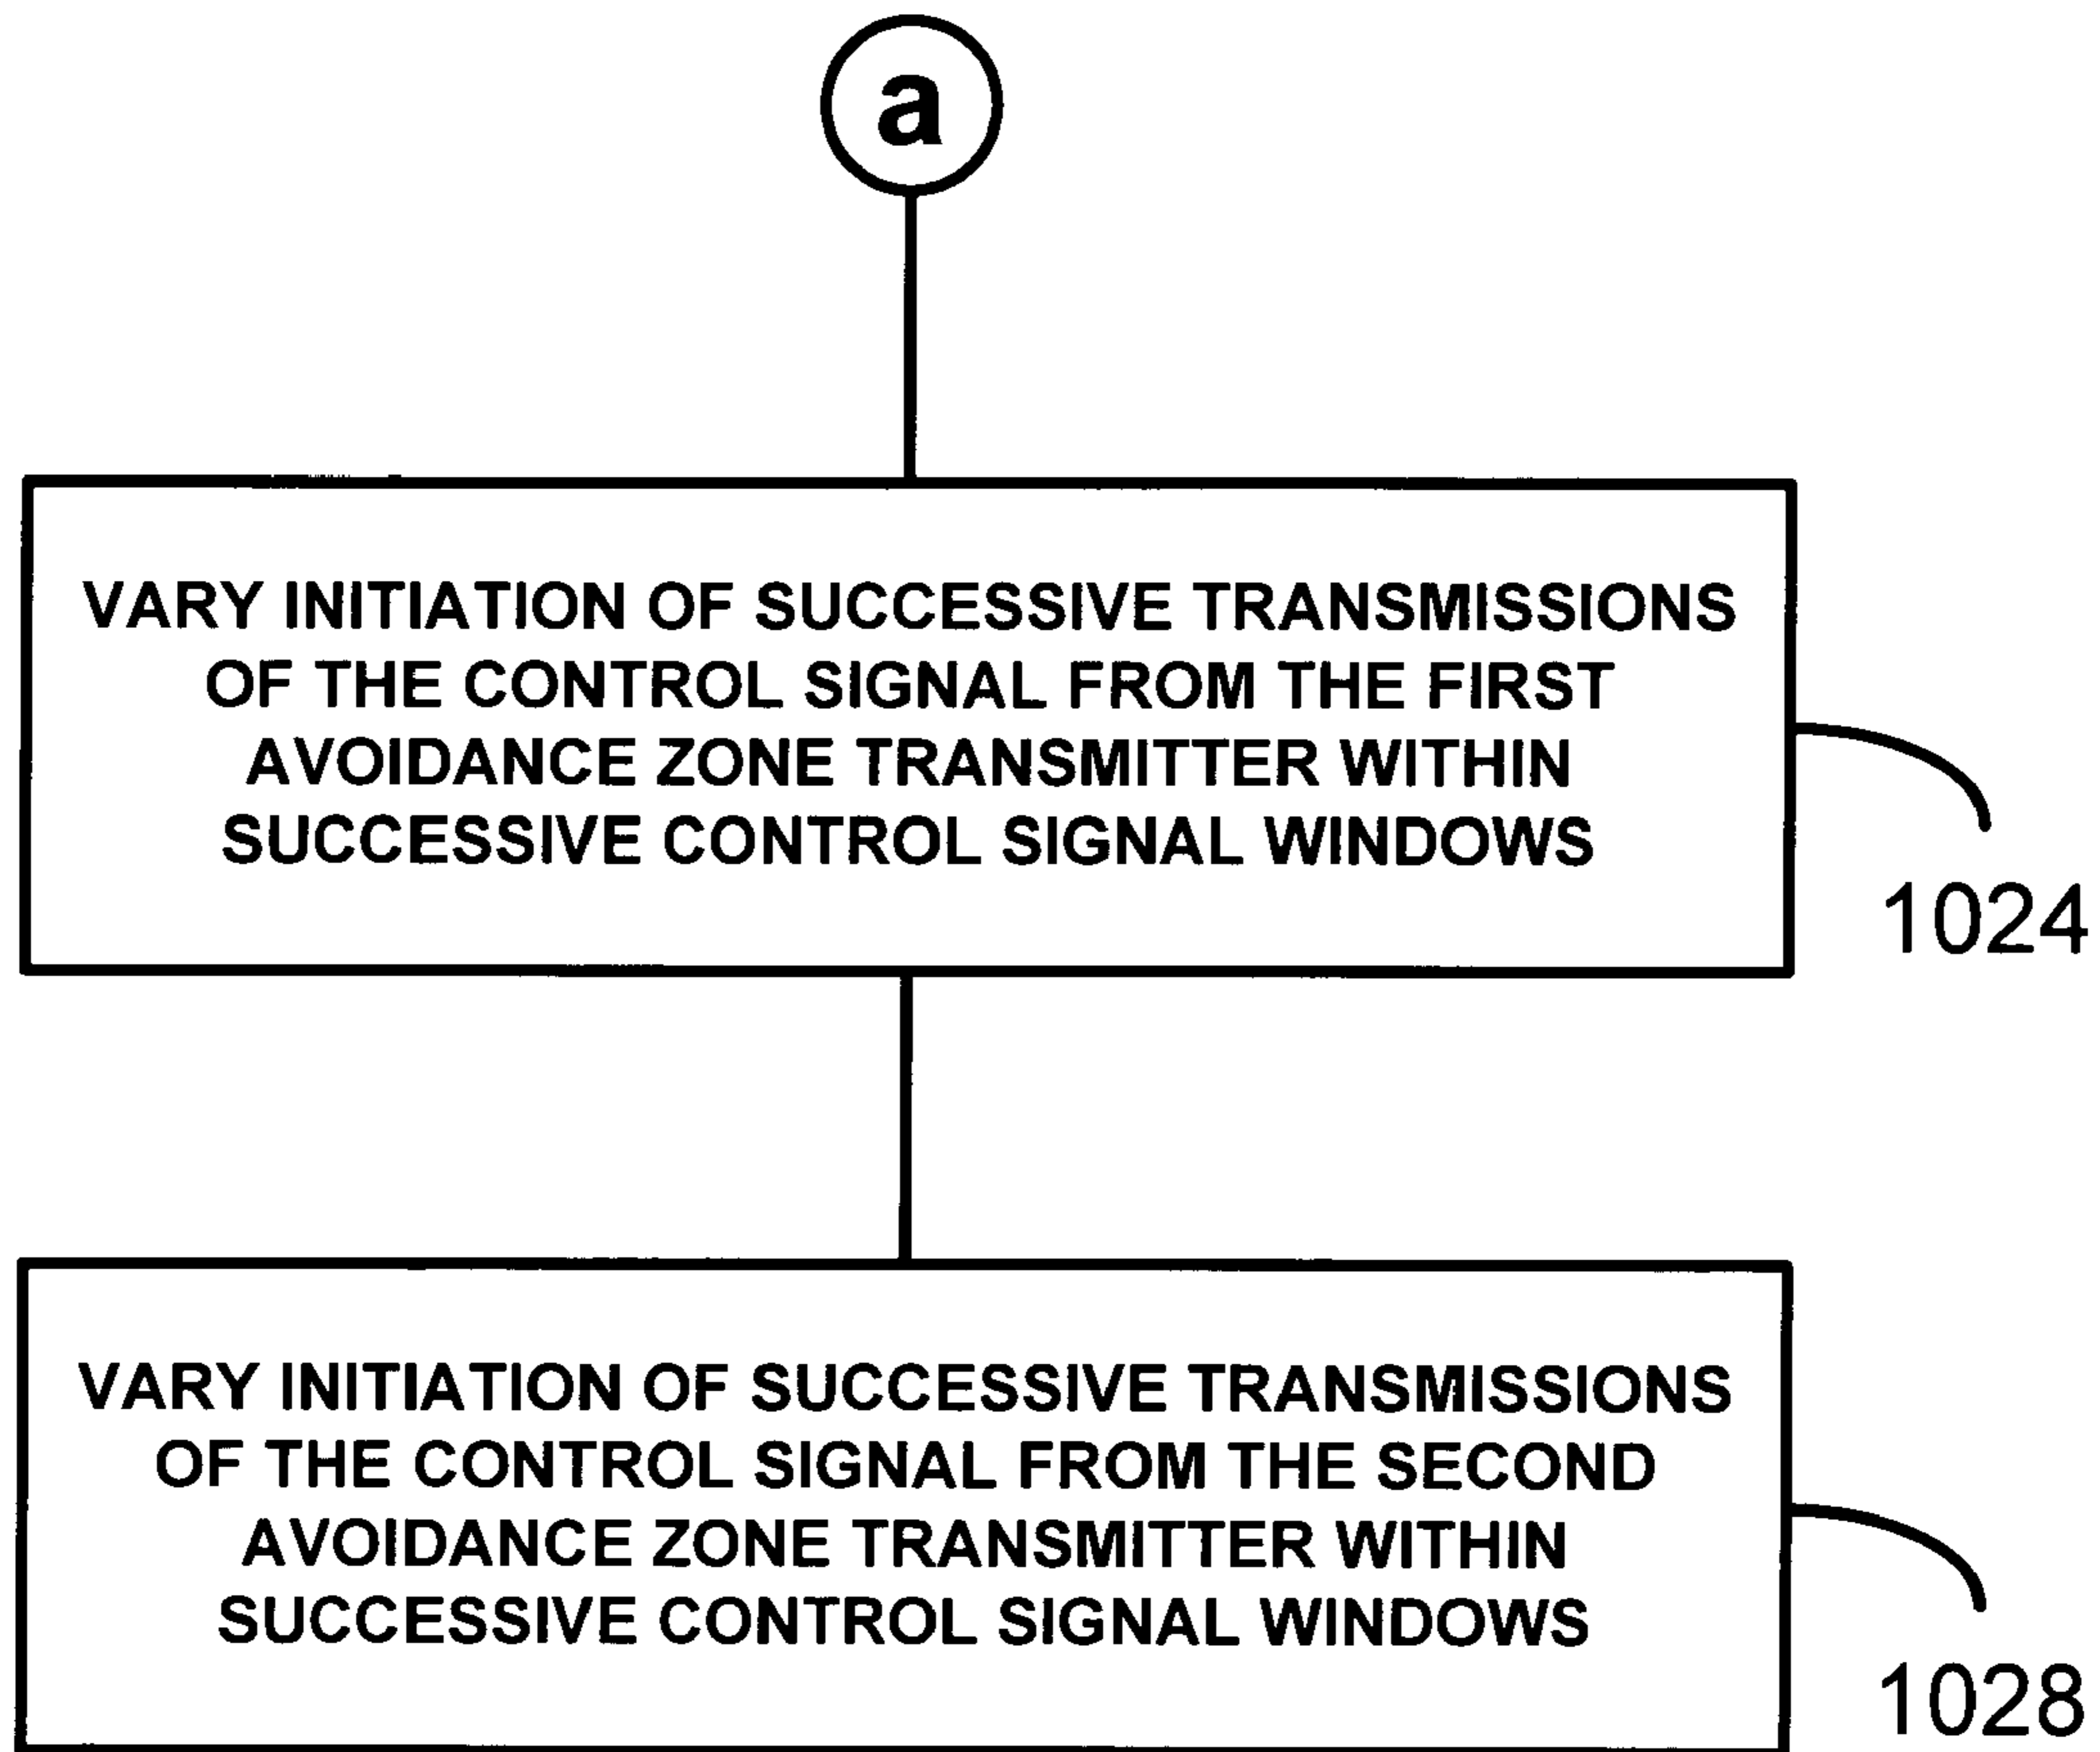 a
VARY INITIATION OF SUCCESSIVE TRANSMISSIONS
OF THE CONTROL SIGNAL FROM THE FIRST
AVOIDANCE ZONE TRANSMITTER WITHIN
SUCCESSIVE CONTROL SIGNAL WINDOWS
1024
VARY INITIATION OF SUCCESSIVE TRANSMISSIONS
OF THE CONTROL SIGNAL FROM THE SECOND
AVOIDANCE ZONE TRANSMITTER WITHIN
SUCCESSIVE CONTROL SIGNAL WINDOWS
1028